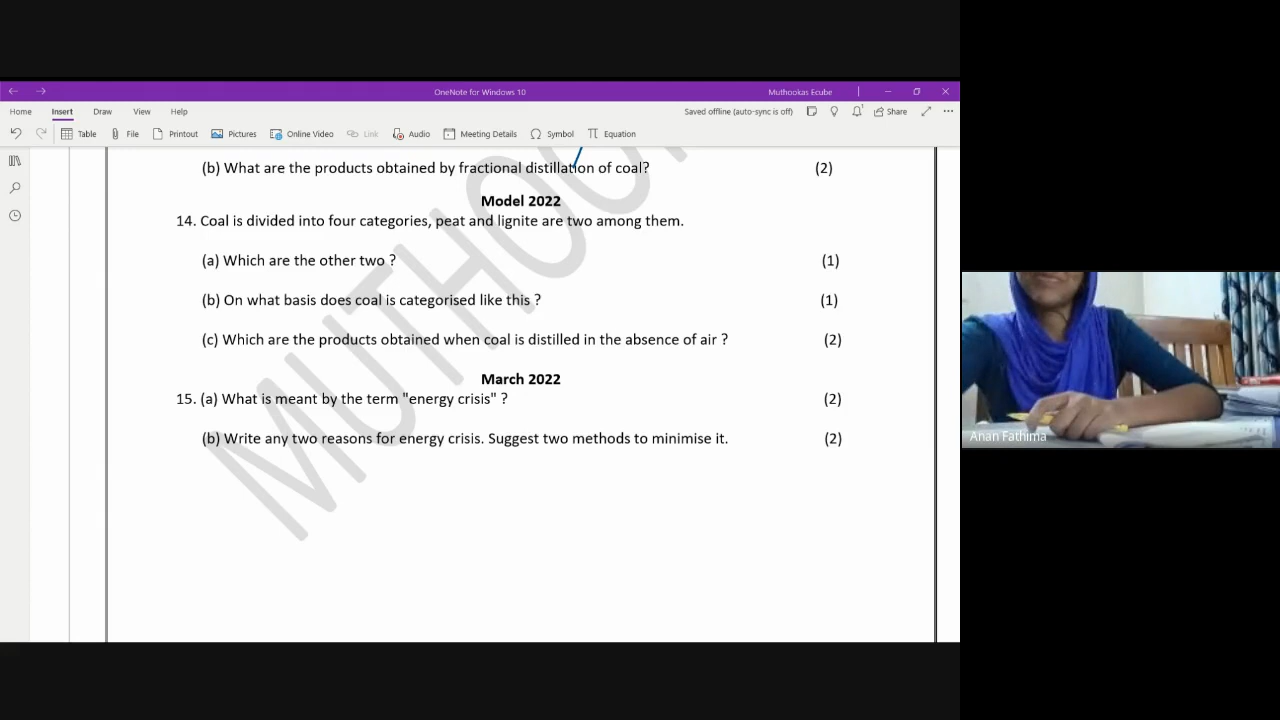 OneNote for Windows 10
Muthookas Ecube
Home Insert Draw View Help
Saved offline (auto-sync is off)
Share
Table File Printout Pictures Online Video Link Audio Meeting Details Symbol Equation
(b) What are the products obtained by fractional distillation of coal? (2)
Model 2022
14. Coal is divided into four categories, peat and lignite are two among them.
(a) Which are the other two ? (1)
(b) On what basis does coal is categorised like this ? (1)
(c) Which are the products obtained when coal is distilled in the absence of air ? (2)
March 2022
15. (a) What is meant by the term "energy crisis" ? (2)
(b) Write any two reasons for energy crisis. Suggest two methods to minimise it. (2)
MUTHOO
Ahan Fathima